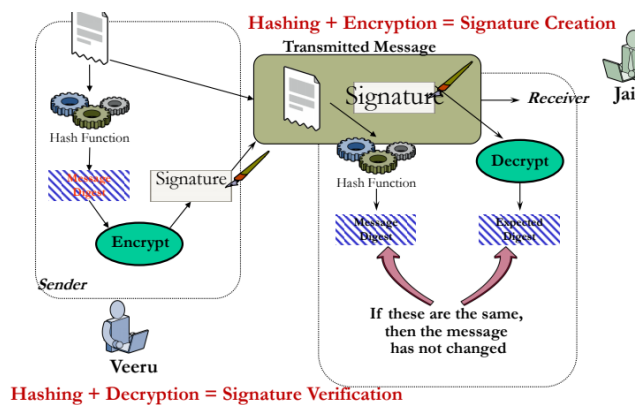 Hashing + Encryption = Signature Creation
Transmitted Message
Signature
Receiver
Jai
Hash Function
Message
Digest
Signature
Encrypt
Sender
Veeru
Hash Function
Message
Digest
Decrypt
Expected
Digest
If these are the same,
then the message
has not changed
Hashing + Decryption = Signature Verification